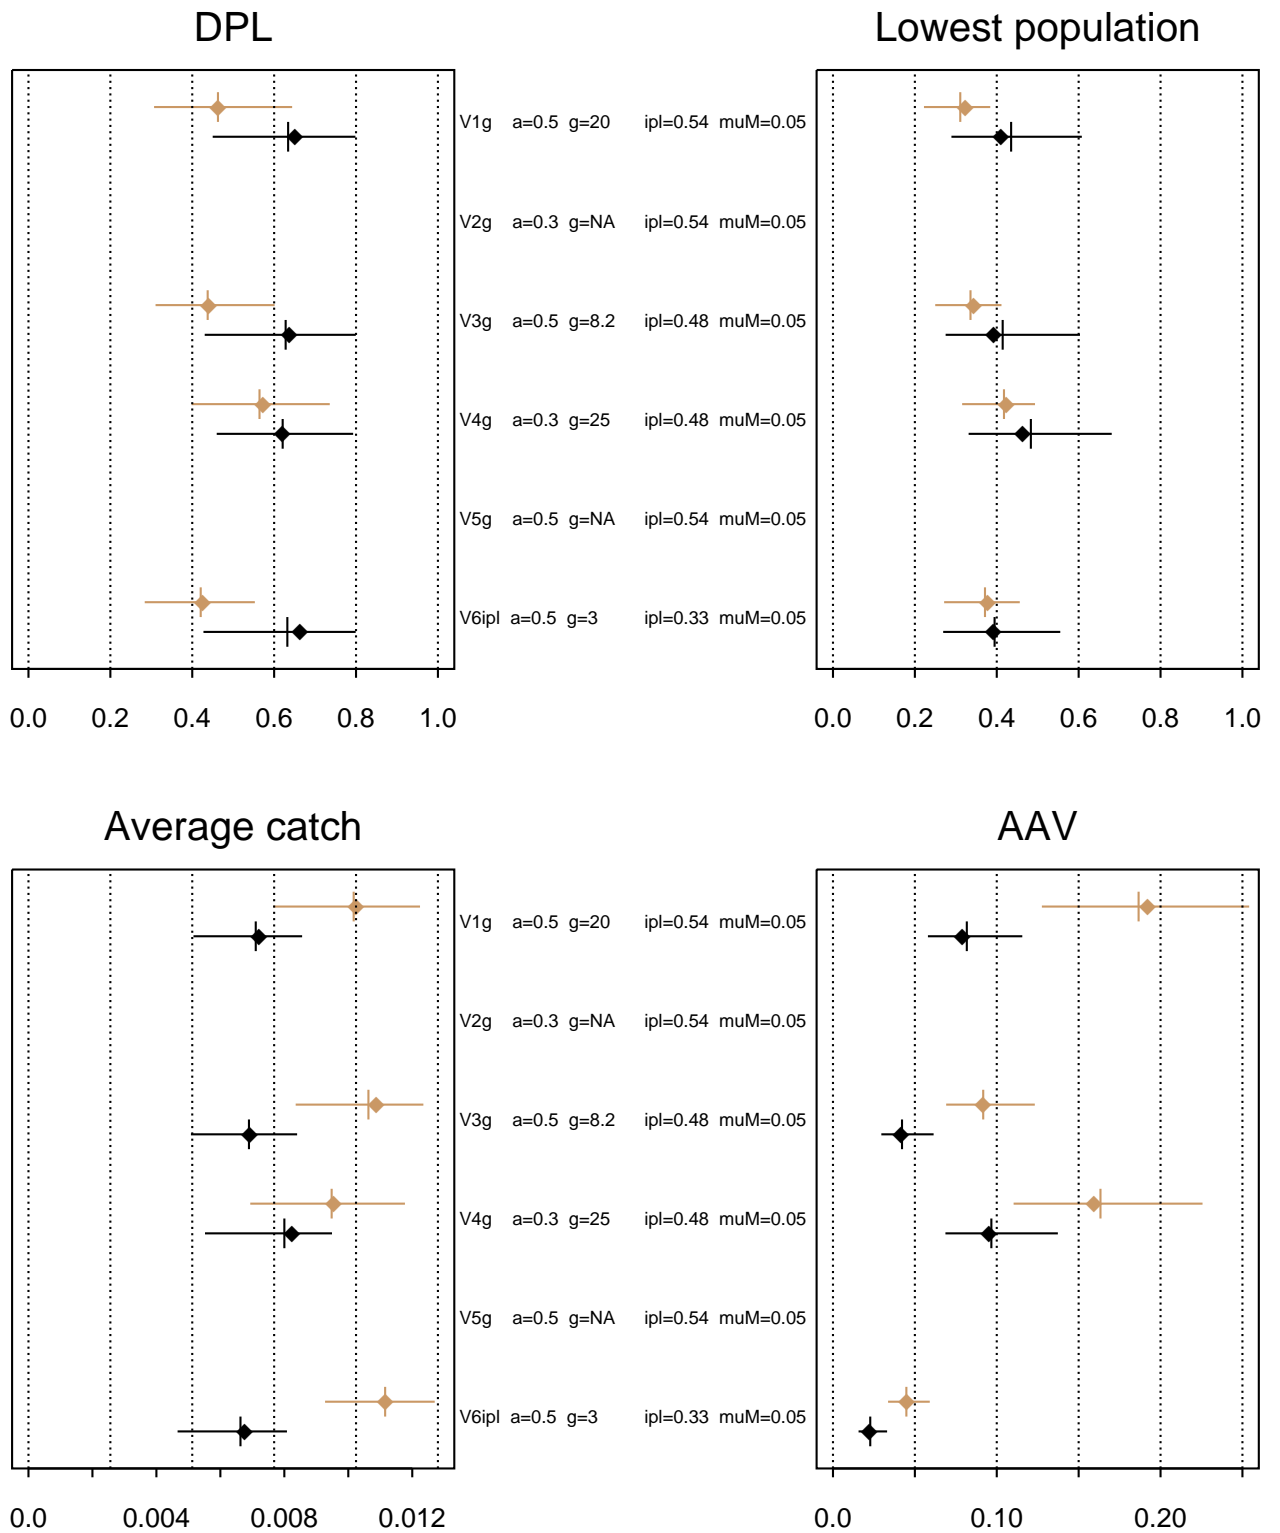 DPL
Lowest population
V1g a=0.5 g=20 ipl=0.54 muM=0.05
V2g a=0.3 g=NA ipl=0.54 muM=0.05
V3g a=0.5 g=8.2 ipl=0.48 muM=0.05
V4g a=0.3 g=25 ipl=0.48 muM=0.05
V5g a=0.5 g=NA ipl=0.54 muM=0.05
V6ipl a=0.5 g=3 ipl=0.33 muM=0.05
0.0 0.2 0.4 0.6 0.8 1.0
0.0 0.2 0.4 0.6 0.8 1.0
Average catch
AAV
V1g a=0.5 g=20 ipl=0.54 muM=0.05
V2g a=0.3 g=NA ipl=0.54 muM=0.05
V3g a=0.5 g=8.2 ipl=0.48 muM=0.05
V4g a=0.3 g=25 ipl=0.48 muM=0.05
V5g a=0.5 g=NA ipl=0.54 muM=0.05
V6ipl a=0.5 g=3 ipl=0.33 muM=0.05
0.0 0.004 0.008 0.012
0.0 0.10 0.20